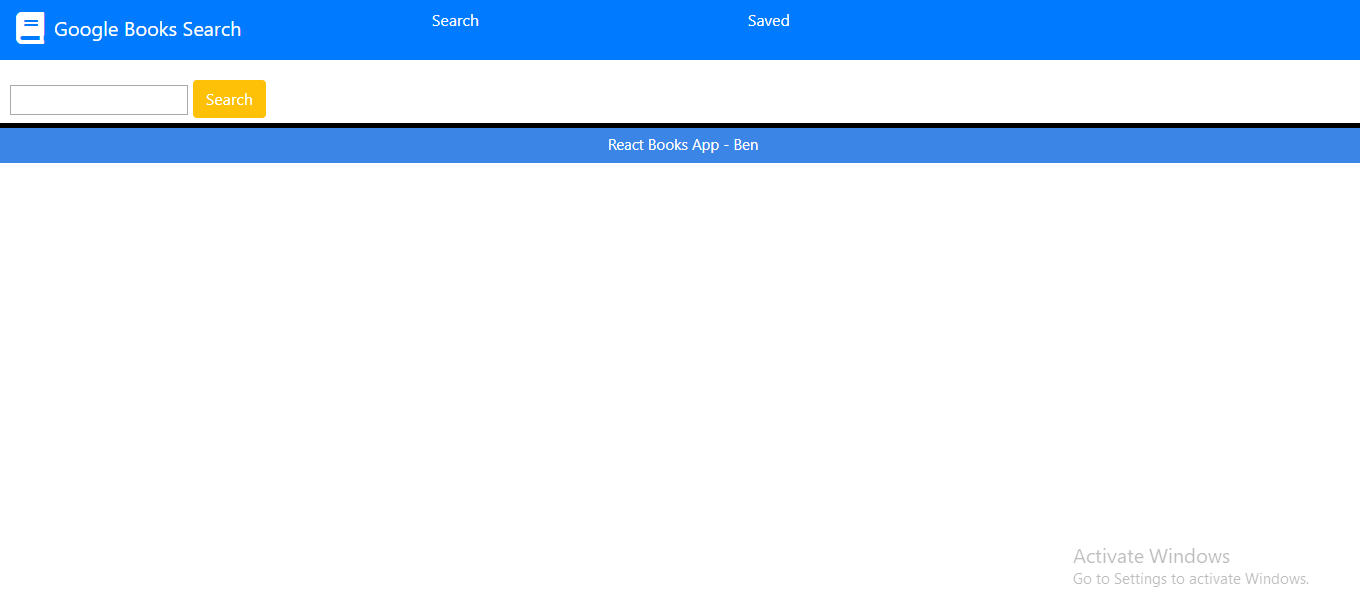 Google Books Search
Search
Saved
Search
React Books App - Ben
Activate Windows
Go to Settings to activate Windows.